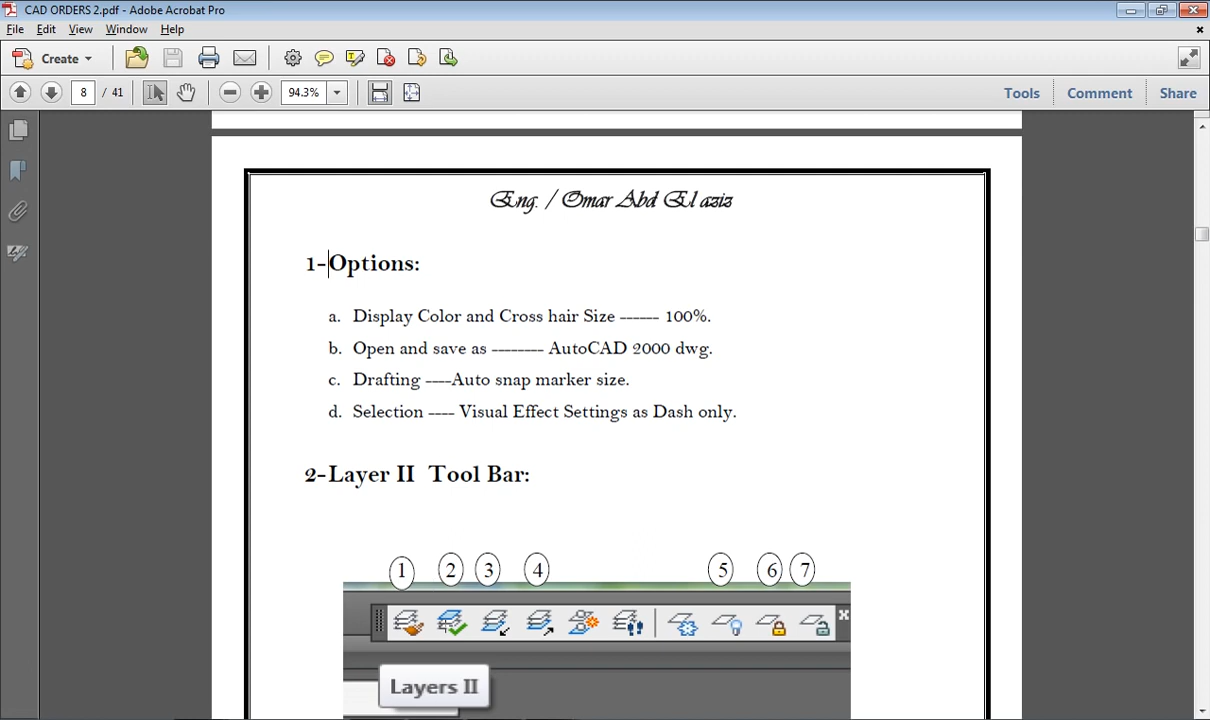 CAD ORDERS 2.pdf - Adobe Acrobat Pro
File Edit View Window Help
Create
8 / 41 94.3% Tools Comment Share
Eng. / Omar Abd El aziz
1-Options:
a. Display Color and Cross hair Size ------ 100%.
b. Open and save as -------- AutoCAD 2000 dwg.
c. Drafting ----Auto snap marker size.
d. Selection ---- Visual Effect Settings as Dash only.
2-Layer II Tool Bar:
1 2 3 4 5 6 7
Layers II